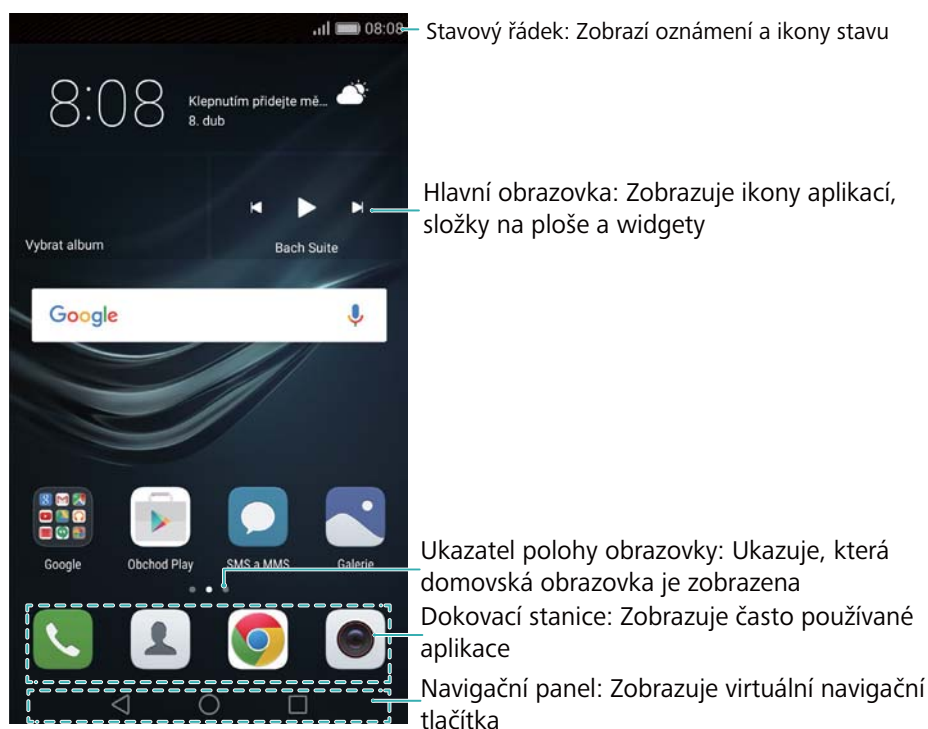 08:08
Stavový řádek: Zobrazí oznámení a ikony stavu
8:08
Klepnutím přidejte mě...
8. dub
Hlavní obrazovka: Zobrazuje ikony aplikací,
složky na ploše a widgety
Vybrat album
Bach Suite
Google
Google
Obchod Play
SMS a MMS
Galerie
Ukazatel polohy obrazovky: Ukazuje, která
domovská obrazovka je zobrazena
Dokovací stanice: Zobrazuje často používané
aplikace
Navigační panel: Zobrazuje virtuální navigační
tlačítka